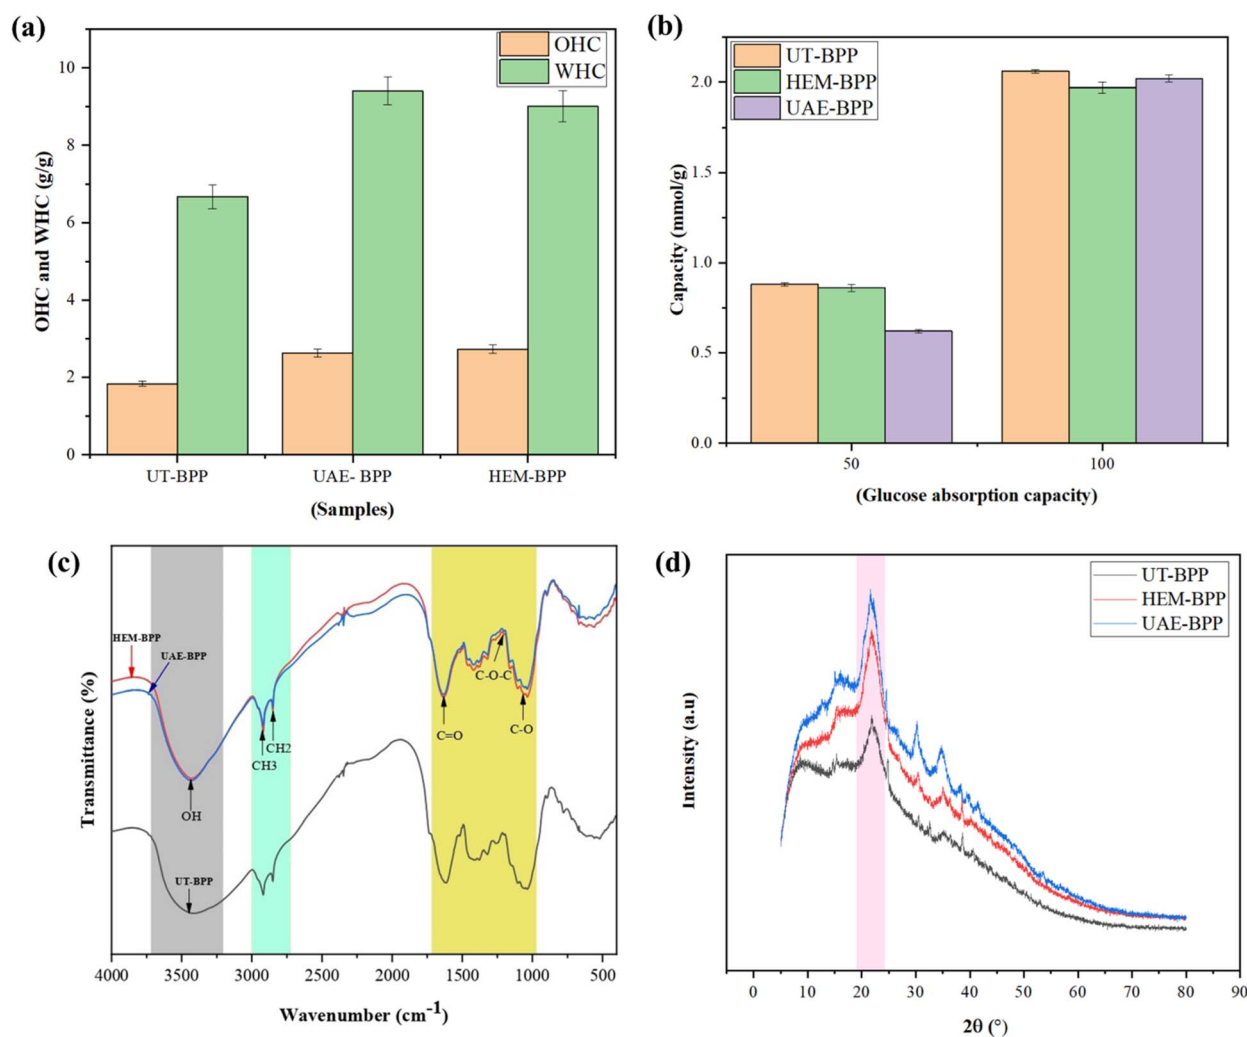 (a)
OHC
WHC
OHC and WHC (g/g)
10
8
6
4
2
0
UT-BPP
UAE- BPP
HEM-BPP
(Samples)
(b)
UT-BPP
HEM-BPP
UAE-BPP
Capacity (mmol/g)
2.0
1.5
1.0
0.5
0.0
50
100
(Glucose absorption capacity)
(c)
HEM-BPP
UAE-BPP
OH
CH3
CH2
C=O
C-O-C
C-O
UT-BPP
Transmittance (%)
4000
3500
3000
2500
2000
1500
1000
500
Wavenumber (cm-1)
(d)
UT-BPP
HEM-BPP
UAE-BPP
Intensity (a.u)
0
10
20
30
40
50
60
70
80
90
2θ (°)